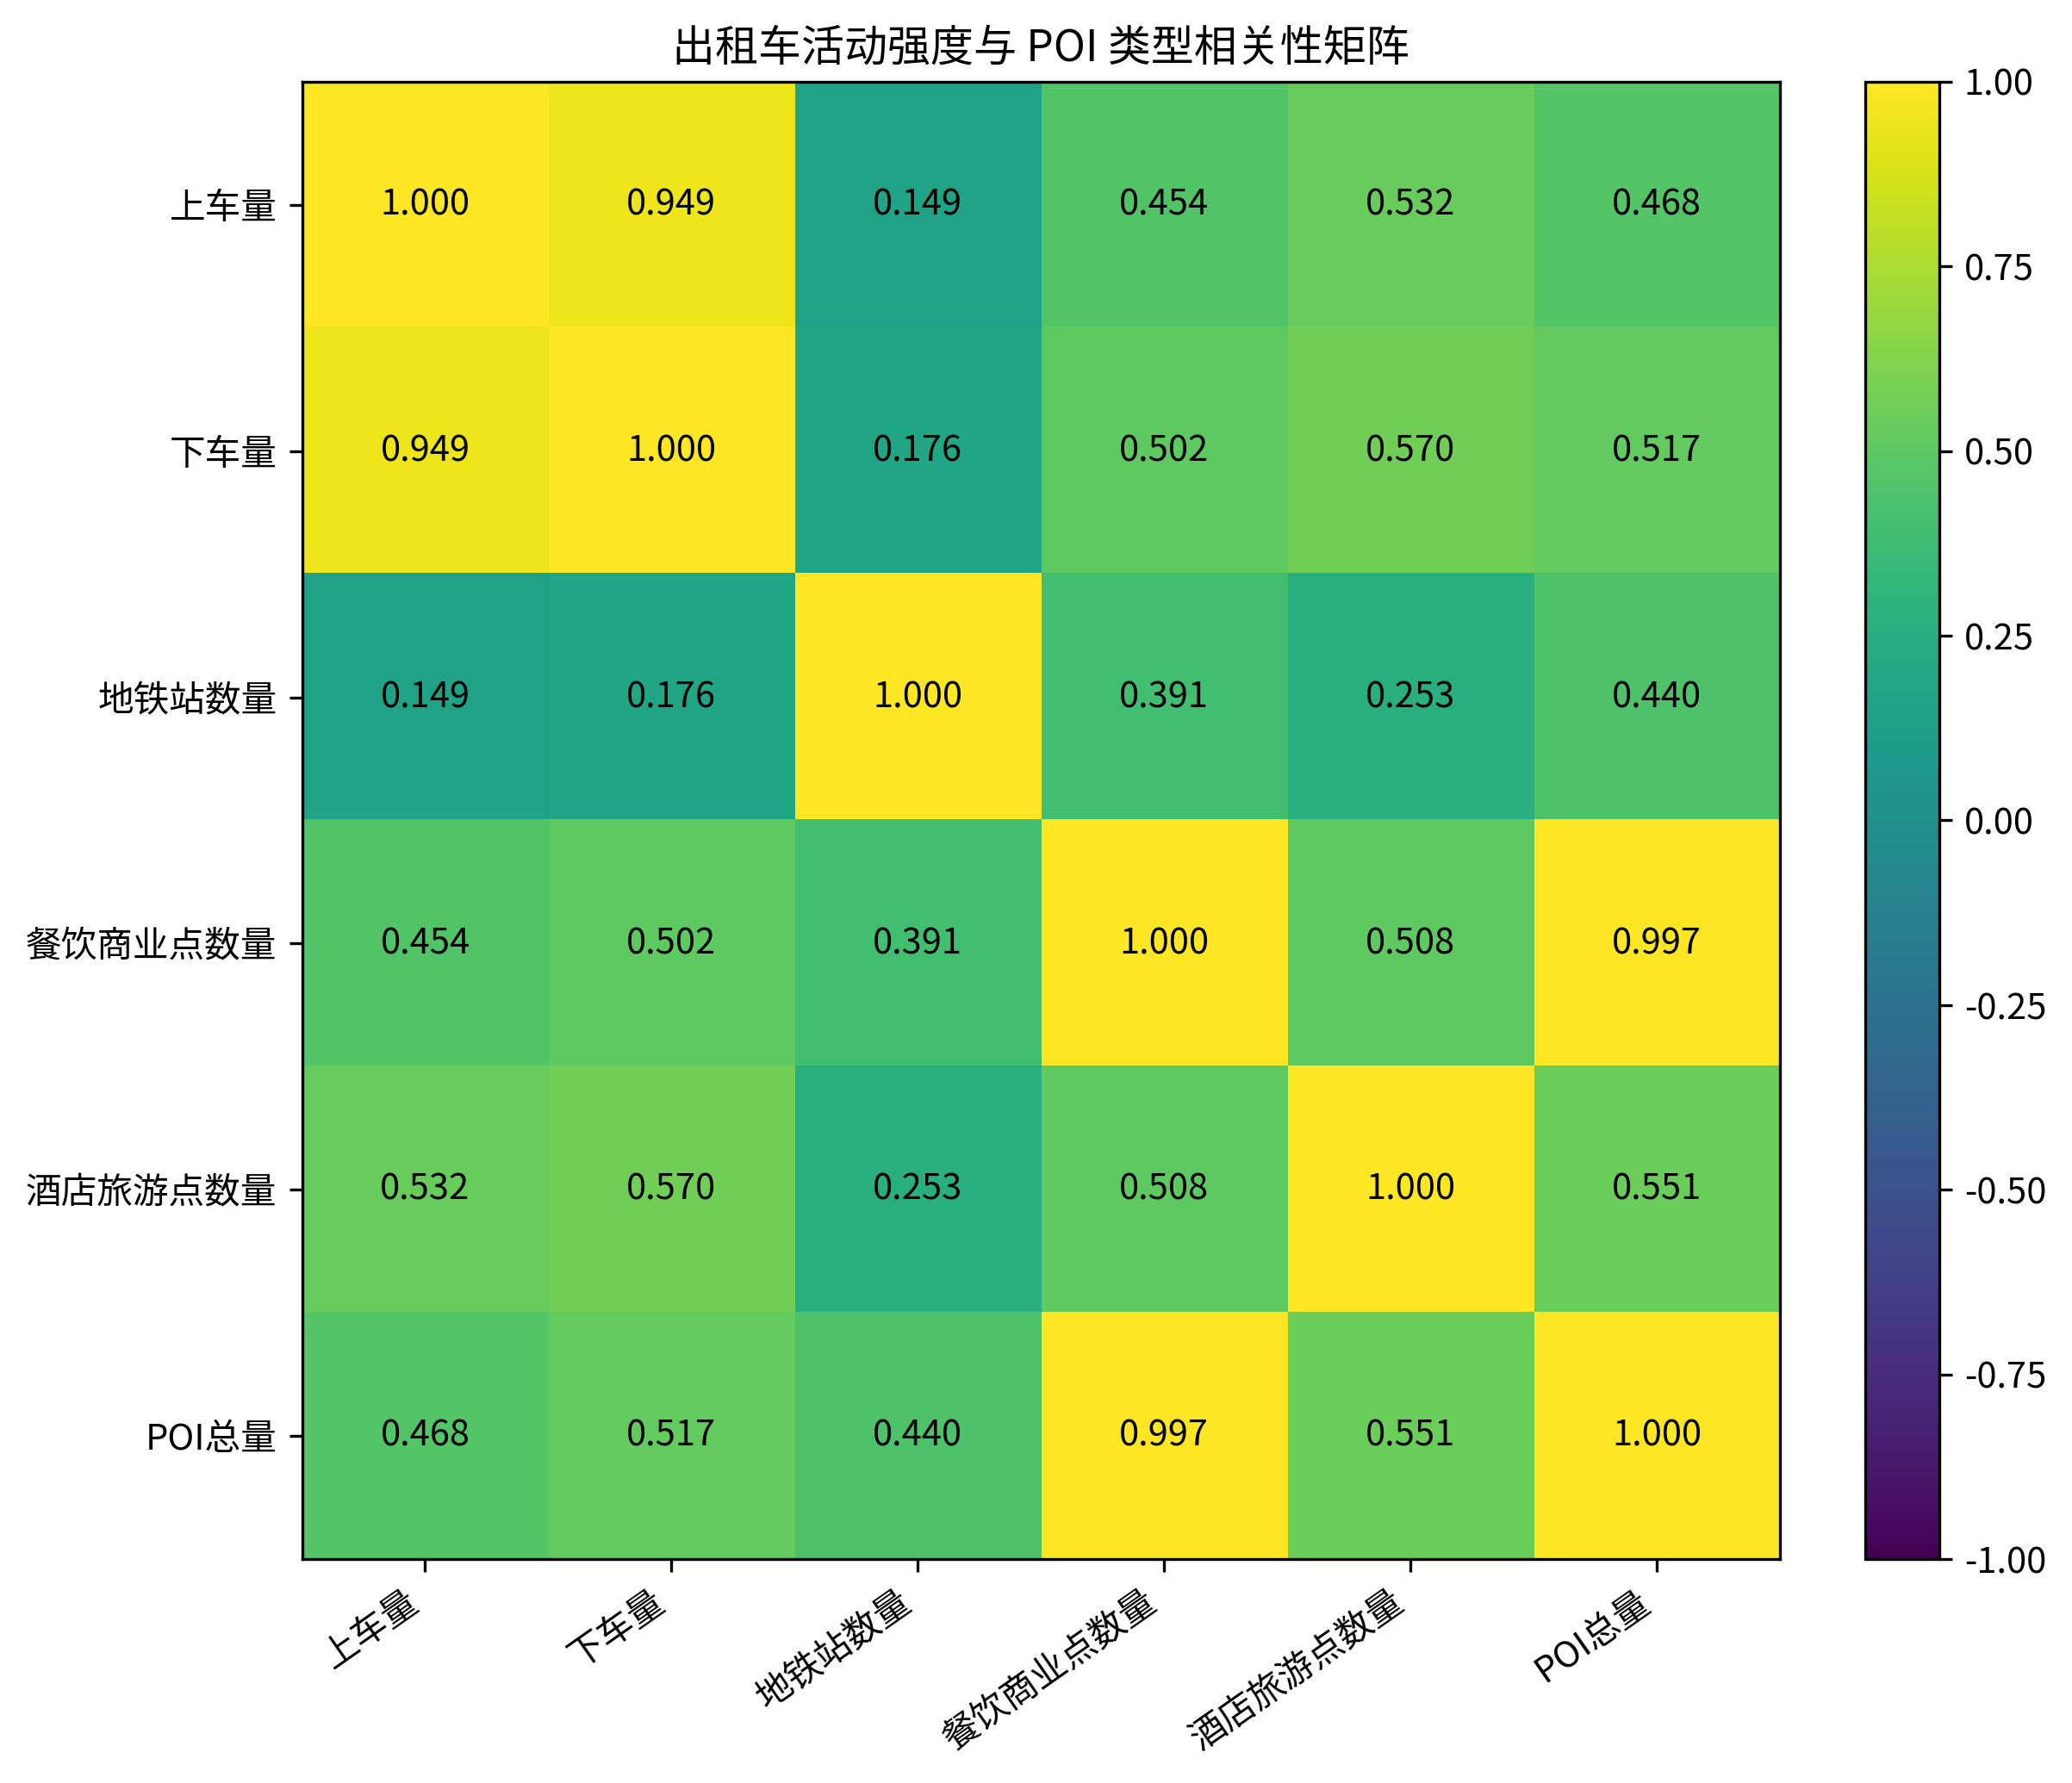 出租车活动强度与 POI 类型相关性矩阵
上车量 1.000 0.949 0.149 0.454 0.532 0.468
下车量 0.949 1.000 0.176 0.502 0.570 0.517
地铁站数量 0.149 0.176 1.000 0.391 0.253 0.440
餐饮商业点数量 0.454 0.502 0.391 1.000 0.508 0.997
酒店旅游点数量 0.532 0.570 0.253 0.508 1.000 0.551
POI总量 0.468 0.517 0.440 0.997 0.551 1.000
上车量 下车量 地铁站数量 餐饮商业点数量 酒店旅游点数量 POI总量
1.00
0.75
0.50
0.25
0.00
-0.25
-0.50
-0.75
-1.00